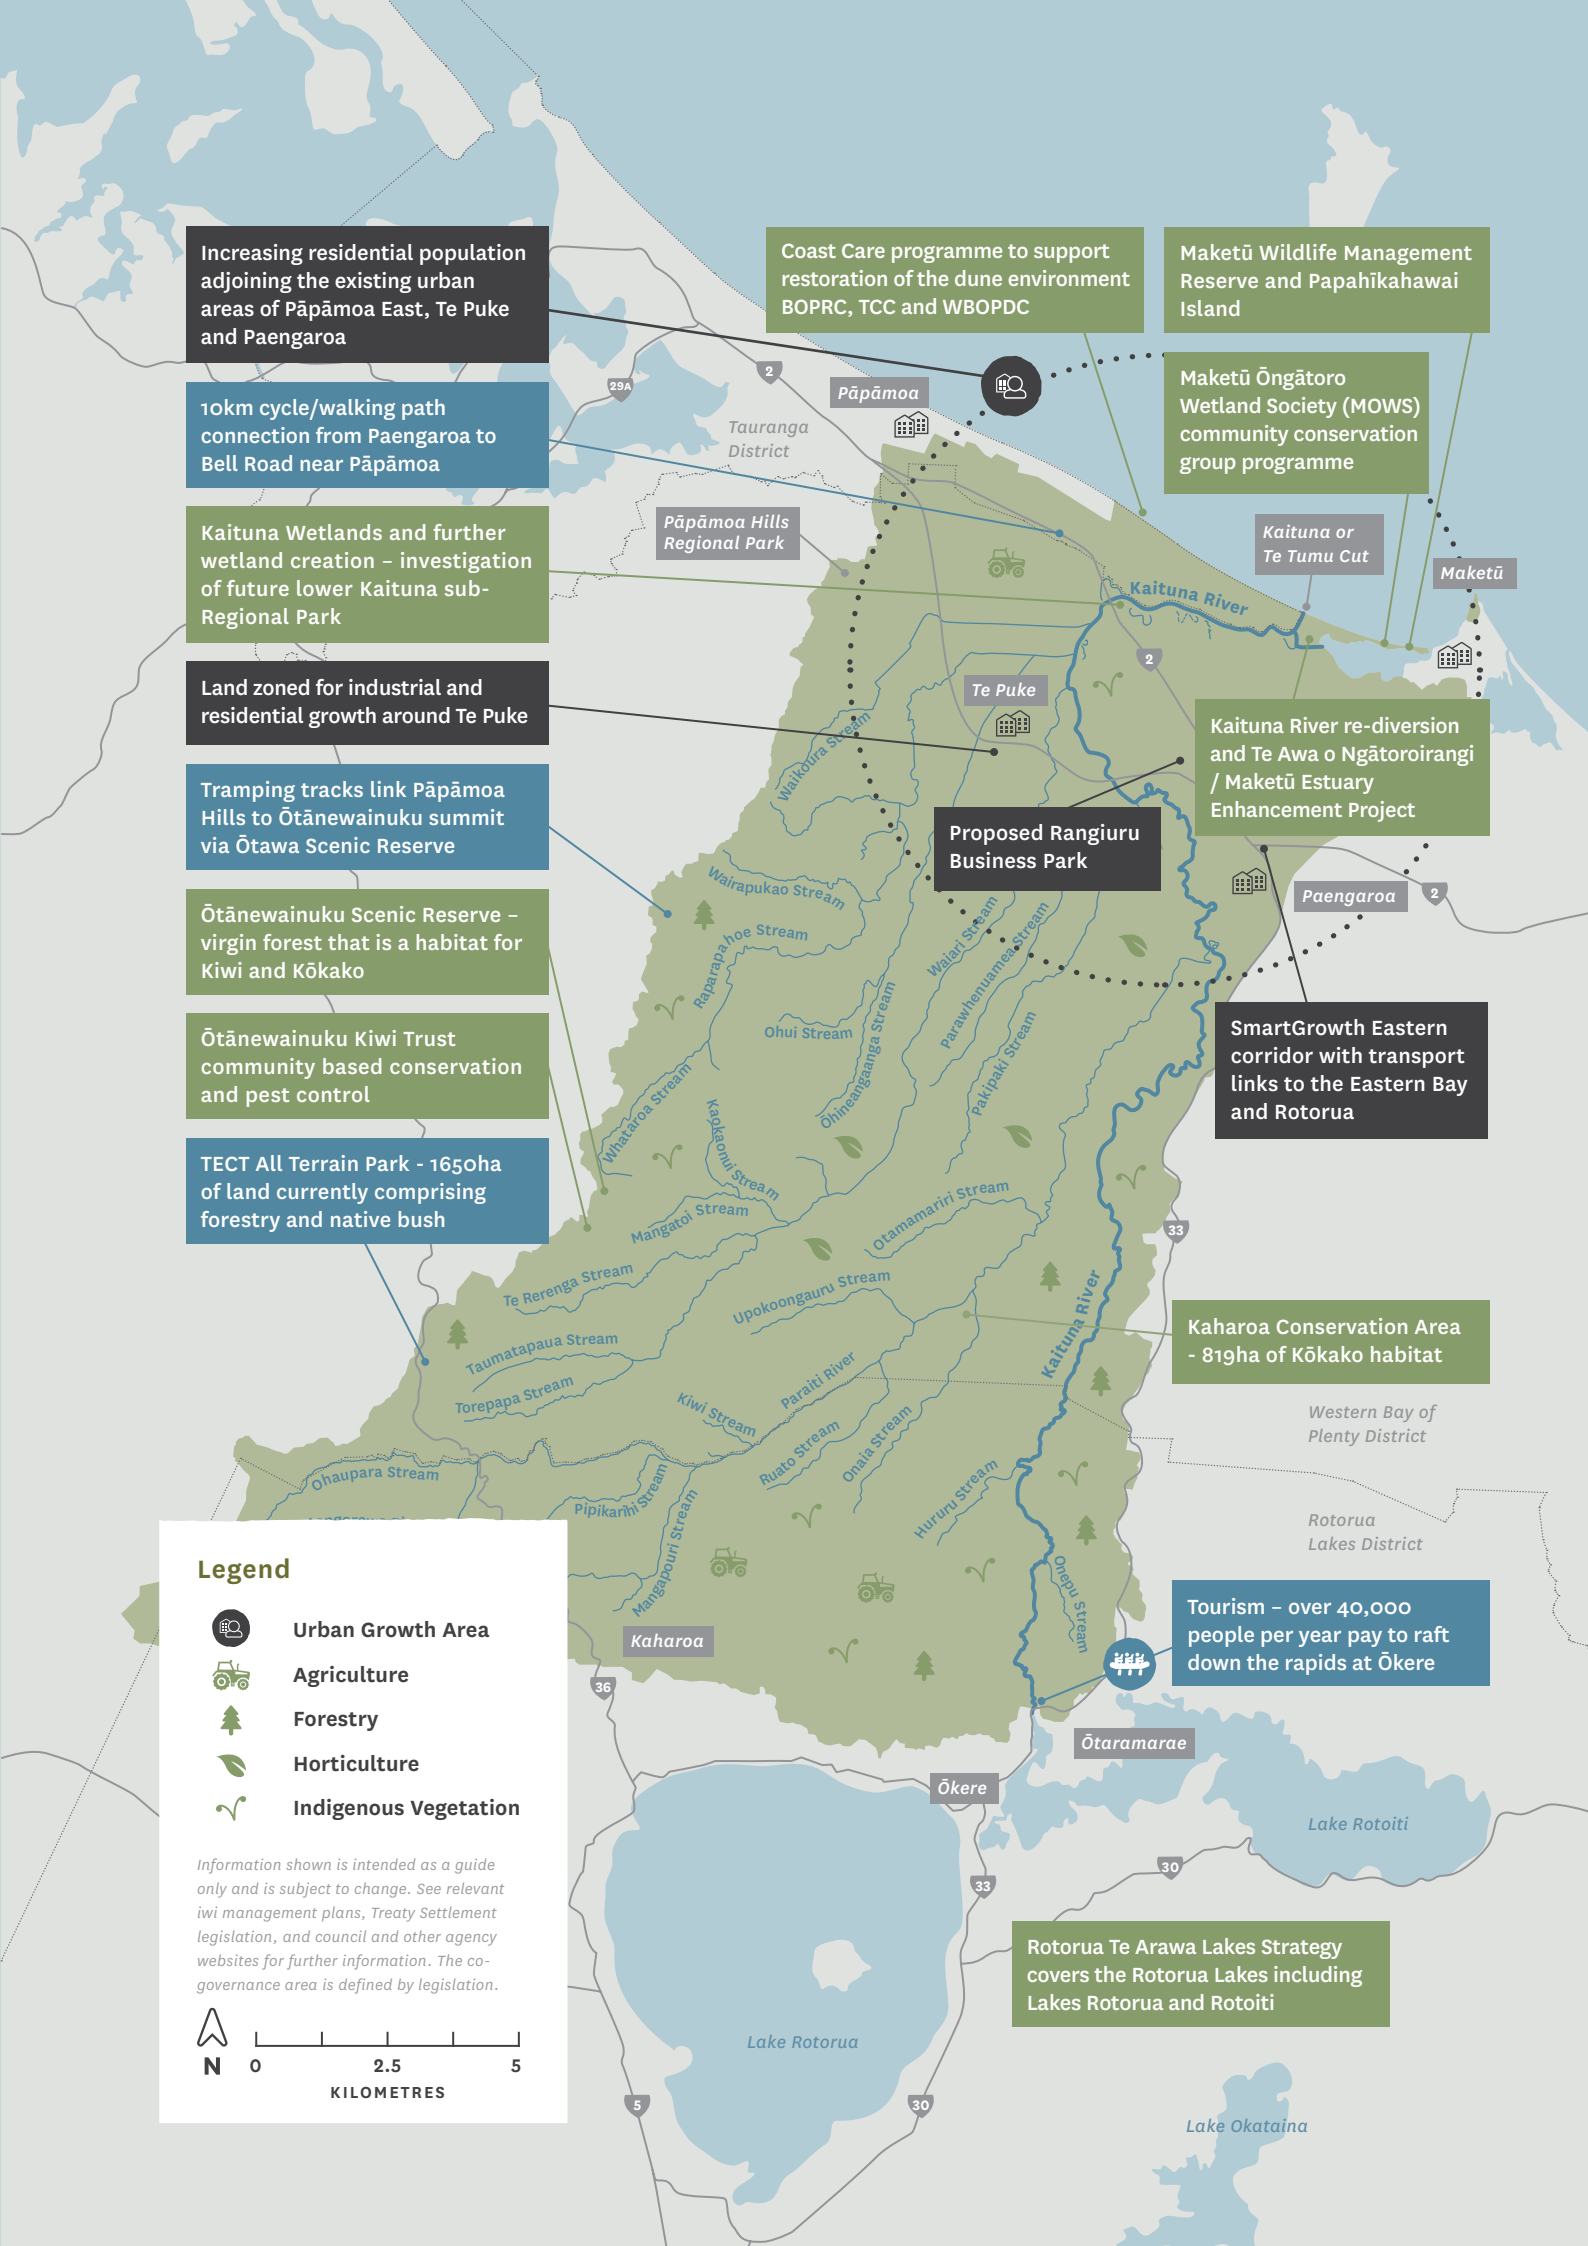 Increasing residential population
adjoining the existing urban
areas of Pāpāmoa East, Te Puke
and Paengaroa
10km cycle/walking path
connection from Paengaroa to
Bell Road near Pāpāmoa
Kaituna Wetlands and further
wetland creation – investigation
of future lower Kaituna sub-
Regional Park
Land zoned for industrial and
residential growth around Te Puke
Tramping tracks link Pāpāmoa
Hills to Ōtānewainuku summit
via Ōtawa Scenic Reserve
Ōtānewainuku Scenic Reserve –
virgin forest that is a habitat for
Kiwi and Kōkako
Ōtānewainuku Kiwi Trust
community based conservation
and pest control
TECT All Terrain Park - 1650ha
of land currently comprising
forestry and native bush
Coast Care programme to support
restoration of the dune environment
BOPRC, TCC and WBOPDC
Maketū Wildlife Management
Reserve and Papahīkahawai
Island
Maketū Ōngātoro
Wetland Society (MOWS)
community conservation
group programme
29A
2
Pāpāmoa
Tauranga
District
Pāpāmoa Hills
Regional Park
Kaituna or
Te Tumu Cut
Maketū
Kaituna River
2
Te Puke
Kaituna River re-diversion
and Te Awa o Ngātoroirangi
/ Maketū Estuary
Enhancement Project
Proposed Rangiuru
Business Park
Paengaroa
2
SmartGrowth Eastern
corridor with transport
links to the Eastern Bay
and Rotorua
Waikoura Stream
Wairapukao Stream
Raparapahoe Stream
Ohui Stream
Ōhineangaanga Stream
Waiari Stream
Parawhenuamea Stream
Pakipaki Stream
Whataroa Stream
Kaokaonui Stream
Mangatoi Stream
Otamamariri Stream
33
Te Rerenga Stream
Upokoongauru Stream
Kaituna River
Taumatapaua Stream
Torepapa Stream
Paraiti River
Kiwi Stream
Ruato Stream
Onaia Stream
Kaharoa Conservation Area
- 819ha of Kōkako habitat
Western Bay of
Plenty District
Rotorua
Lakes District
Ohaupara Stream
Pipikarihi Stream
Mangapouri Stream
Hururu Stream
Onepu Stream
Tourism – over 40,000
people per year pay to raft
down the rapids at Ōkere
Kaharoa
36
Ōtaramarae
Ōkere
Lake Rotoiti
30
33
Rotorua Te Arawa Lakes Strategy
covers the Rotorua Lakes including
Lakes Rotorua and Rotoiti
Lake Rotorua
5
30
Lake Okataina
Legend
Urban Growth Area
Agriculture
Forestry
Horticulture
Indigenous Vegetation
Information shown is intended as a guide
only and is subject to change. See relevant
iwi management plans, Treaty Settlement
legislation, and council and other agency
websites for further information. The co-
governance area is defined by legislation.
N
0 2.5 5
KILOMETRES